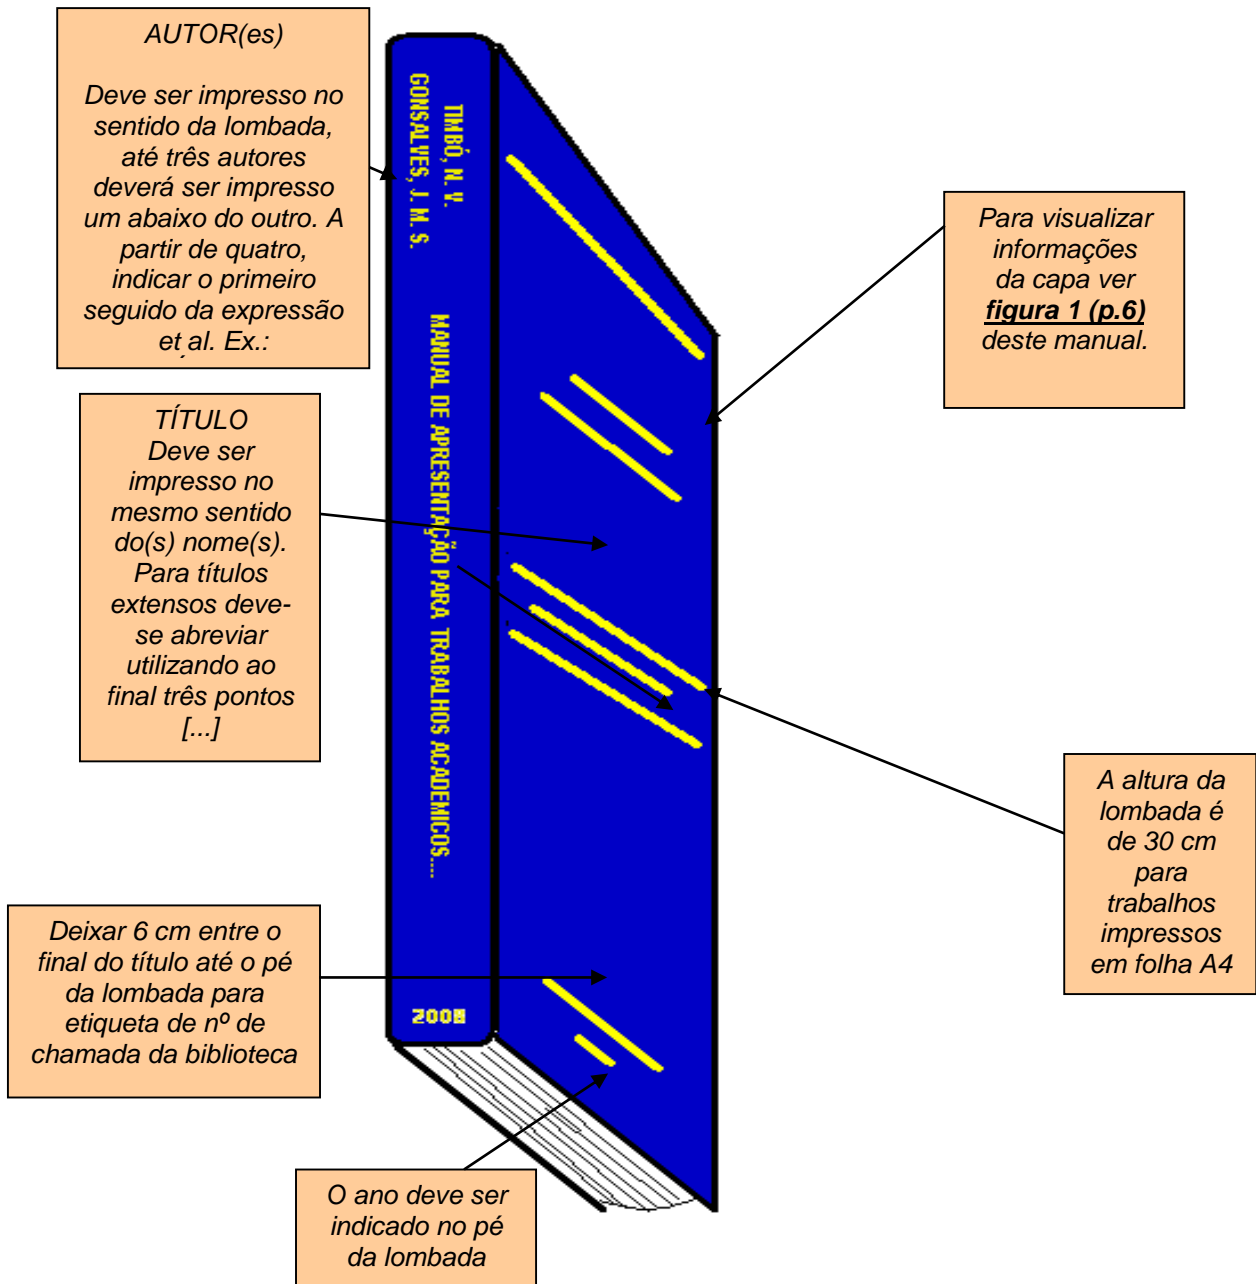 AUTOR(es)
Deve ser impresso no
sentido da lombada,
até três autores
deverá ser impresso
um abaixo do outro. A
partir de quatro,
indicar o primeiro
seguido da expressão
et al. Ex.:
TÍTULO
Deve ser
impresso no
mesmo sentido
do(s) nome(s).
Para títulos
extensos deve-
se abreviar
utilizando ao
final três pontos
[...]
Deixar 6 cm entre o
final do título até o pé
da lombada para
etiqueta de nº de
chamada da biblioteca
O ano deve ser
indicado no pé
da lombada
TIMBÓ, N. V.
GONSALVES, J. M. S.
MANUAL DE APRESENTAÇÃO PARA TRABALHOS ACADEMICOS....
Para visualizar
informações
da capa ver
figura 1 (p.6)
deste manual.
A altura da
lombada é
de 30 cm
para
trabalhos
impressos
em folha A4